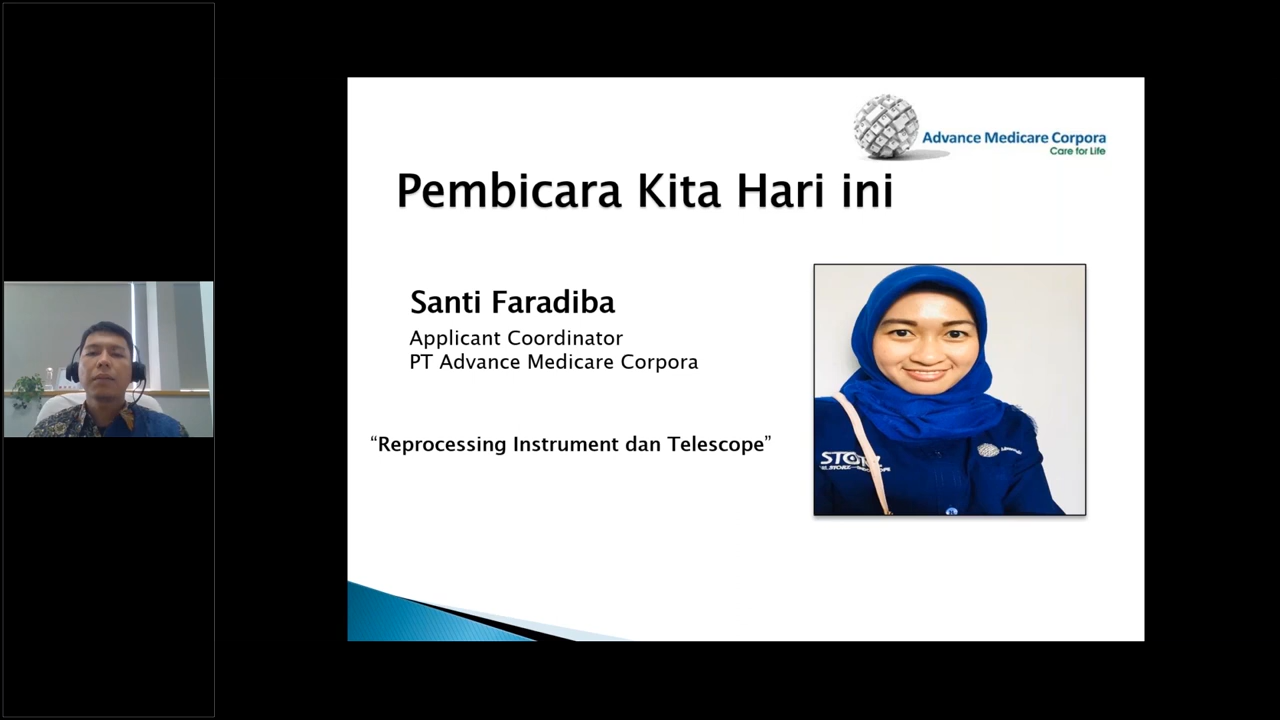 Advance Medicare Corpora
Care for Life
Pembicara Kita Hari ini
Santi Faradiba
Applicant Coordinator
PT Advance Medicare Corpora
“Reprocessing Instrument dan Telescope”